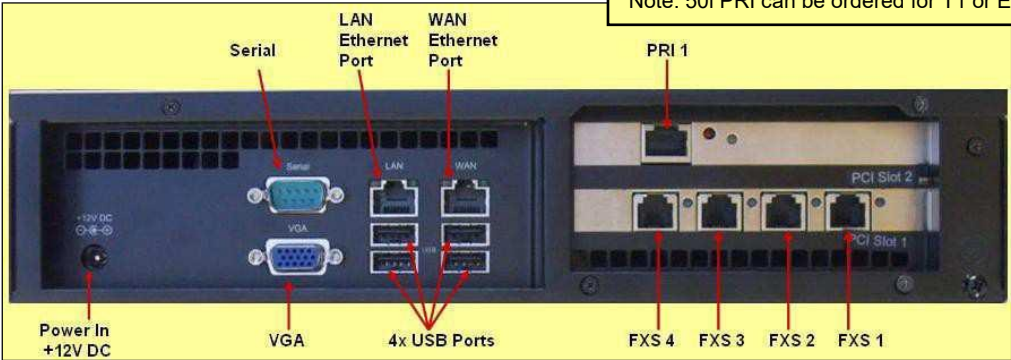 Note: 50i PRI can be ordered for T1 or E
LAN
Ethernet
Port
WAN
Ethernet
Port
Serial
PRI 1
Serial
LAN
WAN
PCI Slot 2
+12V DC
VGA
USB
PCI Slot 1
Power In
+12V DC
VGA
4x USB Ports
FXS 4
FXS 3
FXS 2
FXS 1